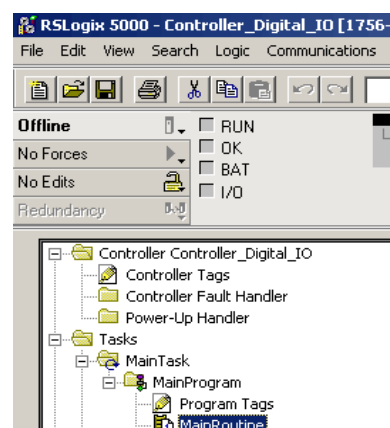 RSLogix 5000 - Controller_Digital_IO [1756-
File Edit View Search Logic Communications
Offline
RUN
No Forces
OK
BAT
No Edits
I/O
Redundancy
Controller Controller_Digital_IO
Controller Tags
Controller Fault Handler
Power-Up Handler
Tasks
MainTask
MainProgram
Program Tags
MainRoutine